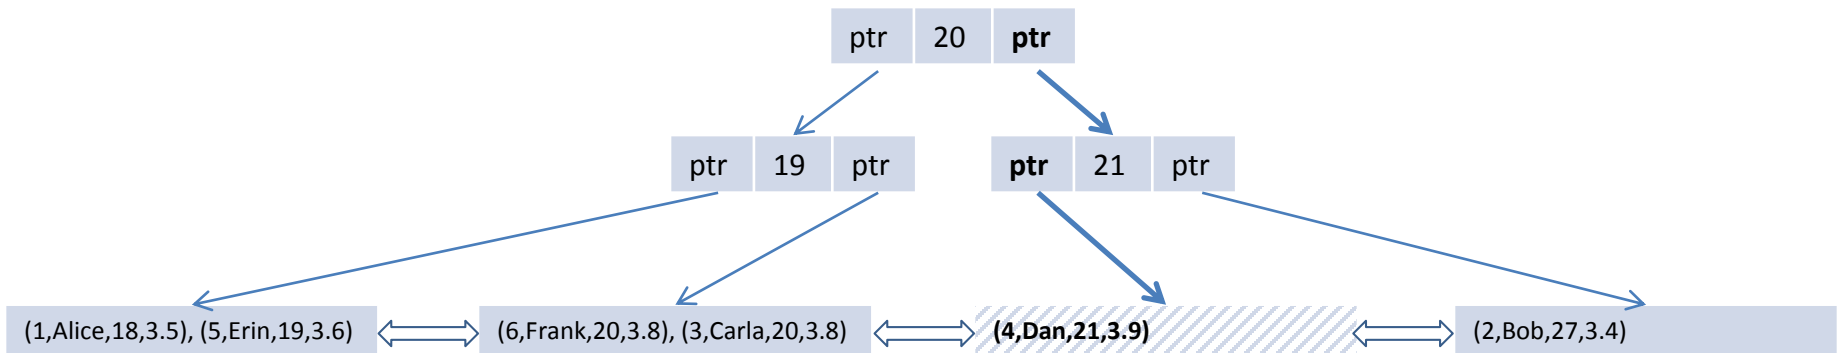 ptr 20 ptr
ptr 19 ptr ptr 21 ptr
(1,Alice,18,3.5), (5,Erin,19,3.6) (6,Frank,20,3.8), (3,Carla,20,3.8) (4,Dan,21,3.9) (2,Bob,27,3.4)